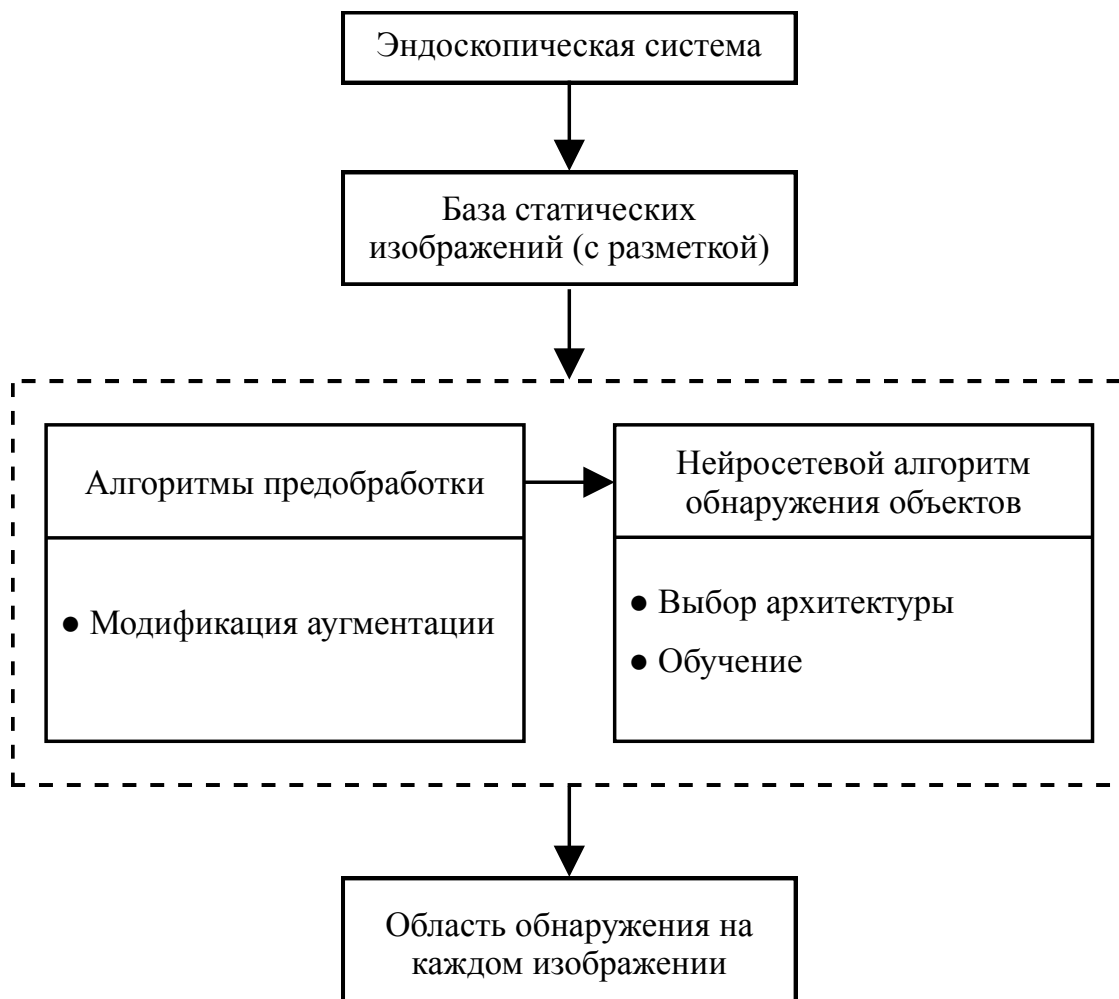 Эндоскопическая система
База статических
изображений (с разметкой)
Алгоритмы предобработки
● Модификация аугментации
Нейросетевой алгоритм
обнаружения объектов
● Выбор архитектуры
● Обучение
Область обнаружения на
каждом изображении